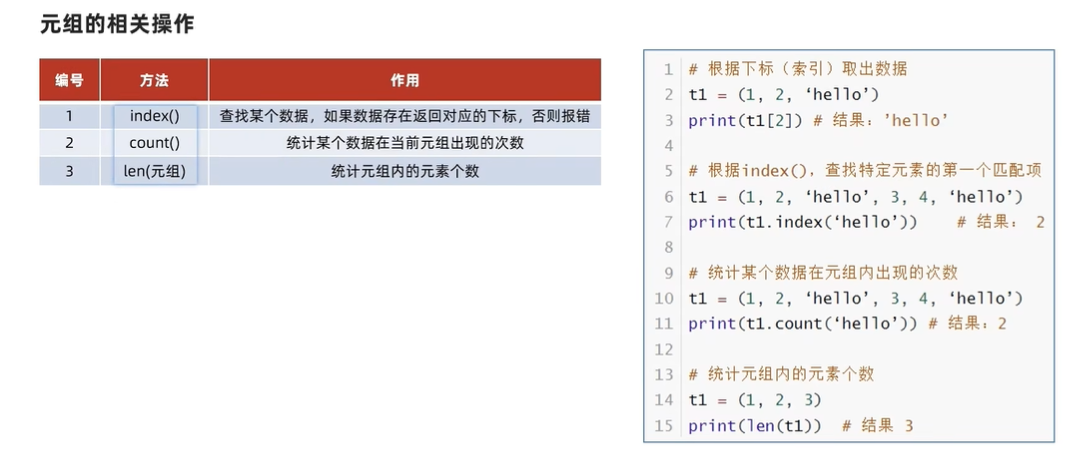 元组的相关操作
编号 方法 作用
1 index() 查找某个数据，如果数据存在返回对应的下标，否则报错
2 count() 统计某个数据在当前元组出现的次数
3 len(元组) 统计元组内的元素个数
1 # 根据下标（索引）取出数据
2 t1 = (1, 2, ‘hello’)
3 print(t1[2]) # 结果：’hello’
4
5 # 根据index()，查找特定元素的第一个匹配项
6 t1 = (1, 2, ‘hello’, 3, 4, ‘hello’)
7 print(t1.index(‘hello’)) # 结果： 2
8
9 # 统计某个数据在元组内出现的次数
10 t1 = (1, 2, ‘hello’, 3, 4, ‘hello’)
11 print(t1.count(‘hello’)) # 结果：2
12
13 # 统计元组内的元素个数
14 t1 = (1, 2, 3)
15 print(len(t1)) # 结果 3